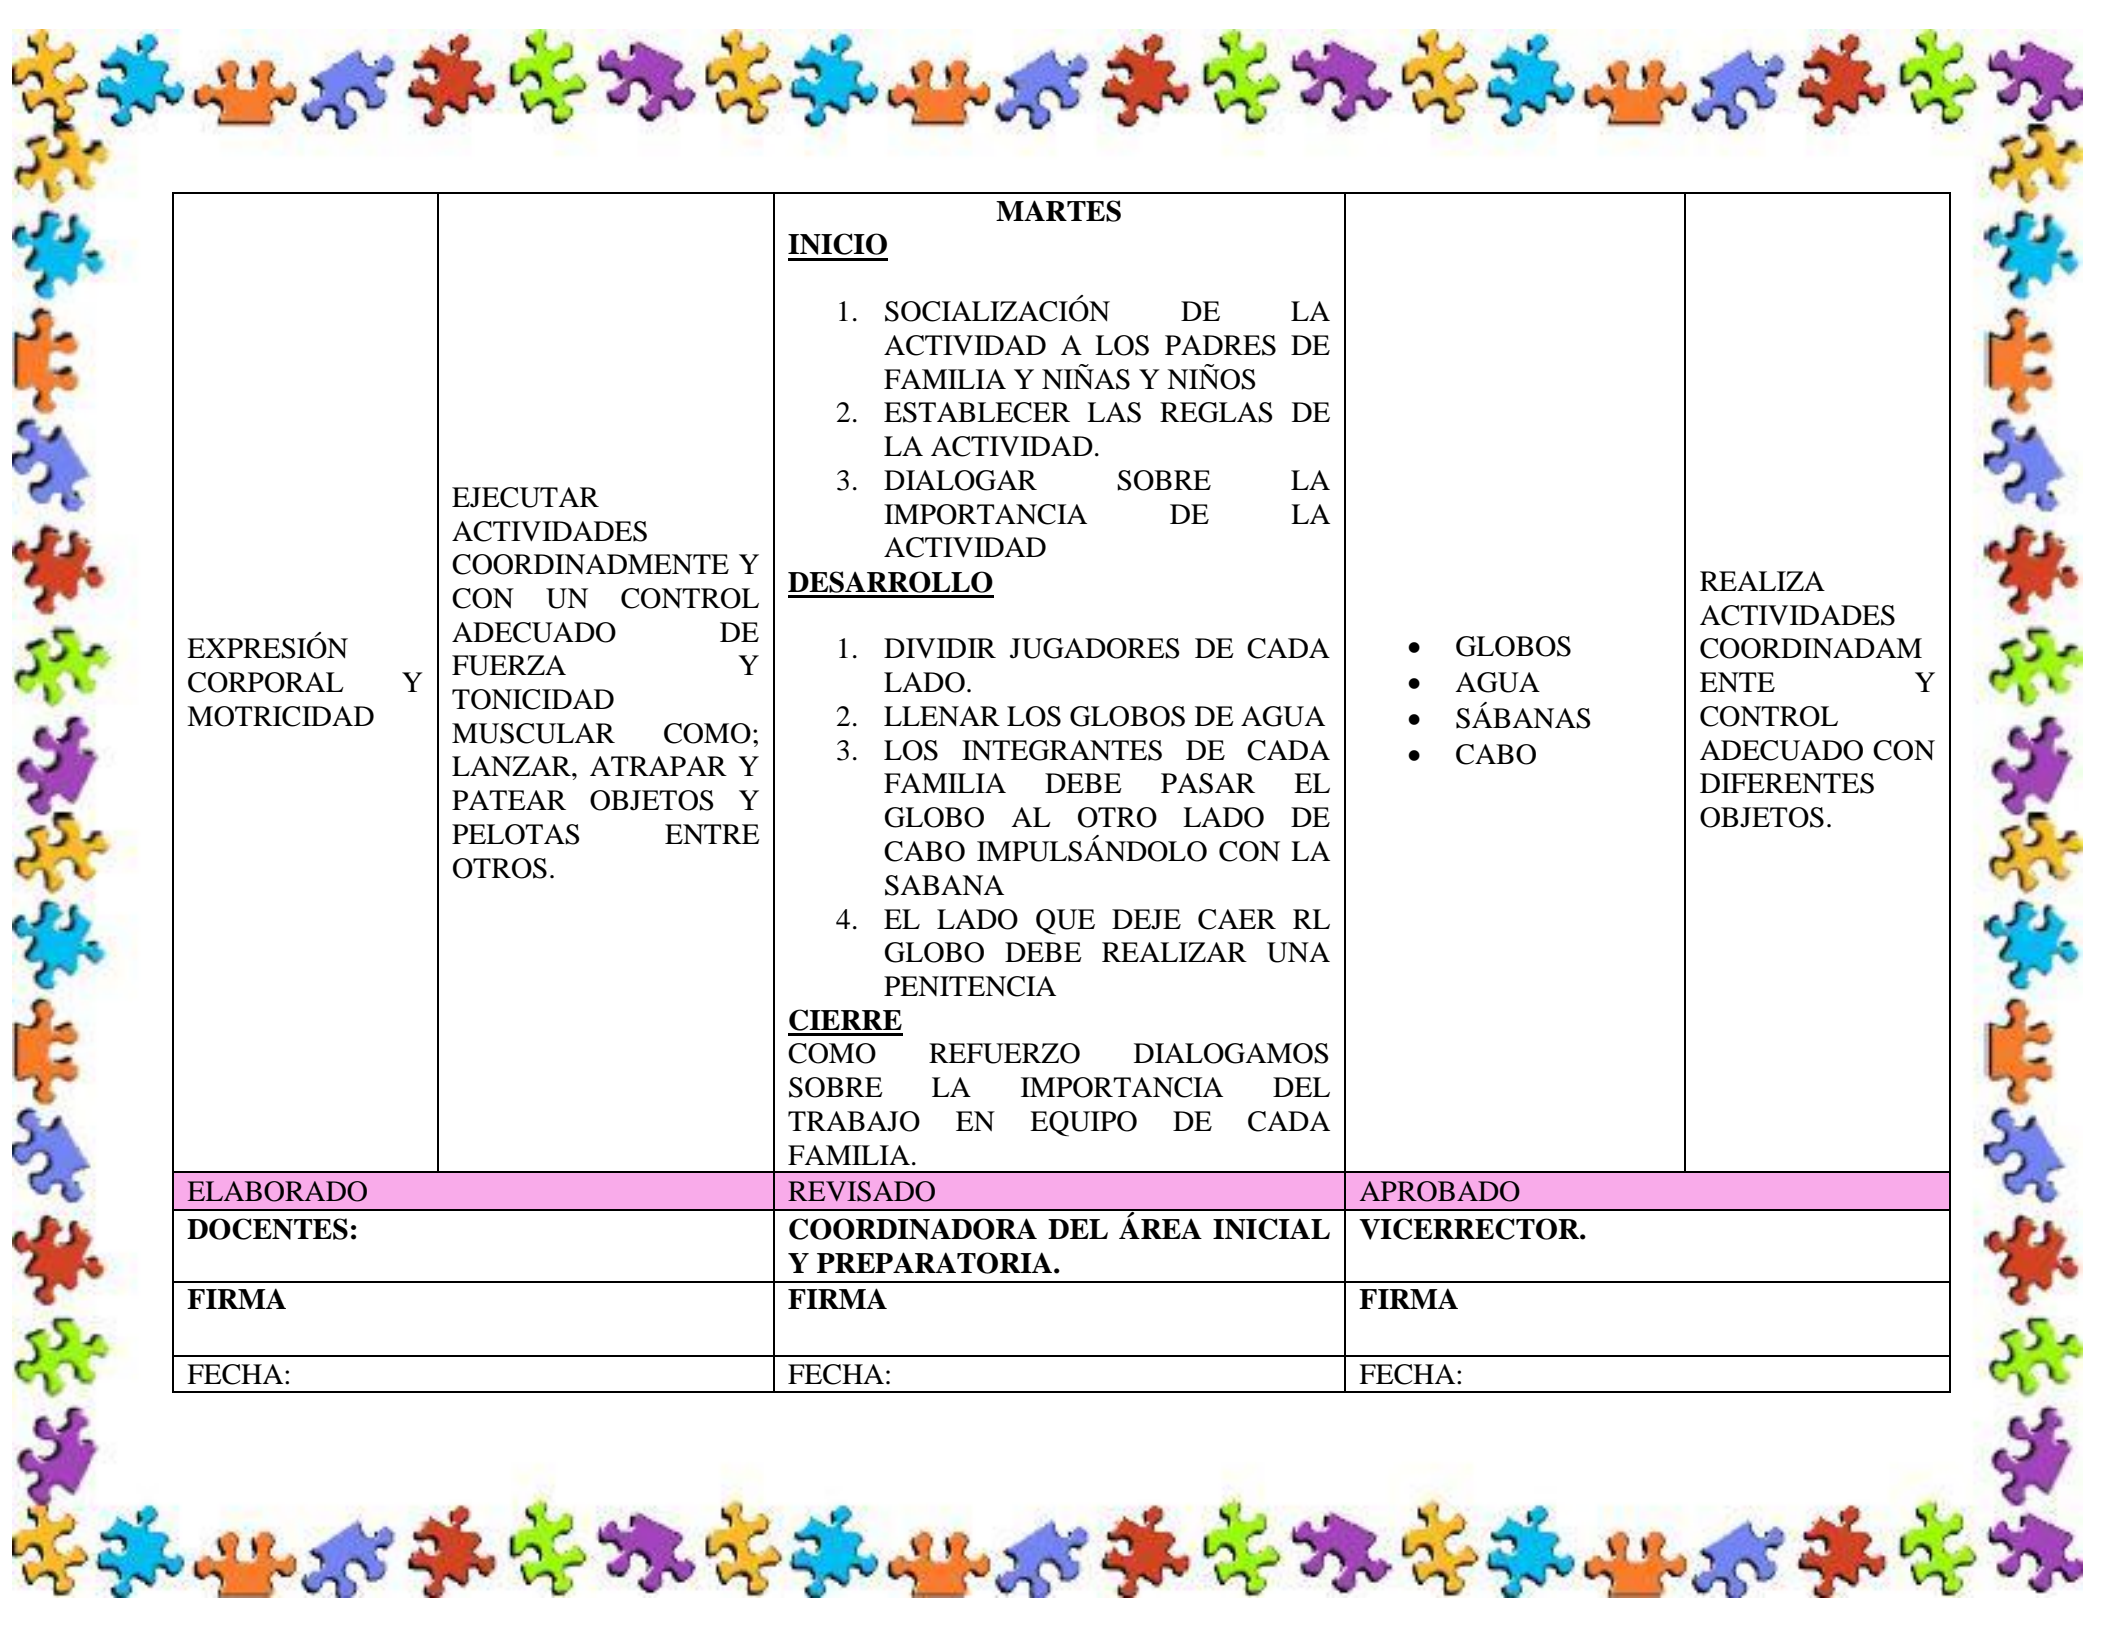 EXPRESIÓN
CORPORAL Y
MOTRICIDAD
EJECUTAR
ACTIVIDADES
COORDINADMENTE Y
CON UN CONTROL
ADECUADO DE
FUERZA Y
TONICIDAD
MUSCULAR COMO;
LANZAR, ATRAPAR Y
PATEAR OBJETOS Y
PELOTAS ENTRE
OTROS.
MARTES
INICIO
1. SOCIALIZACIÓN DE LA
ACTIVIDAD A LOS PADRES DE
FAMILIA Y NIÑAS Y NIÑOS
2. ESTABLECER LAS REGLAS DE
LA ACTIVIDAD.
3. DIALOGAR SOBRE LA
IMPORTANCIA DE LA
ACTIVIDAD
DESARROLLO
1. DIVIDIR JUGADORES DE CADA
LADO.
2. LLENAR LOS GLOBOS DE AGUA
3. LOS INTEGRANTES DE CADA
FAMILIA DEBE PASAR EL
GLOBO AL OTRO LADO DE
CABO IMPULSÁNDOLO CON LA
SABANA
4. EL LADO QUE DEJE CAER RL
GLOBO DEBE REALIZAR UNA
PENITENCIA
CIERRE
COMO REFUERZO DIALOGAMOS
SOBRE LA IMPORTANCIA DEL
TRABAJO EN EQUIPO DE CADA
FAMILIA.
• GLOBOS
• AGUA
• SÁBANAS
• CABO
REALIZA
ACTIVIDADES
COORDINADAM
ENTE Y
CONTROL
ADECUADO CON
DIFERENTES
OBJETOS.
ELABORADO
REVISADO
APROBADO
DOCENTES:
COORDINADORA DEL ÁREA INICIAL
Y PREPARATORIA.
VICERRECTOR.
FIRMA
FIRMA
FIRMA
FECHA:
FECHA:
FECHA: